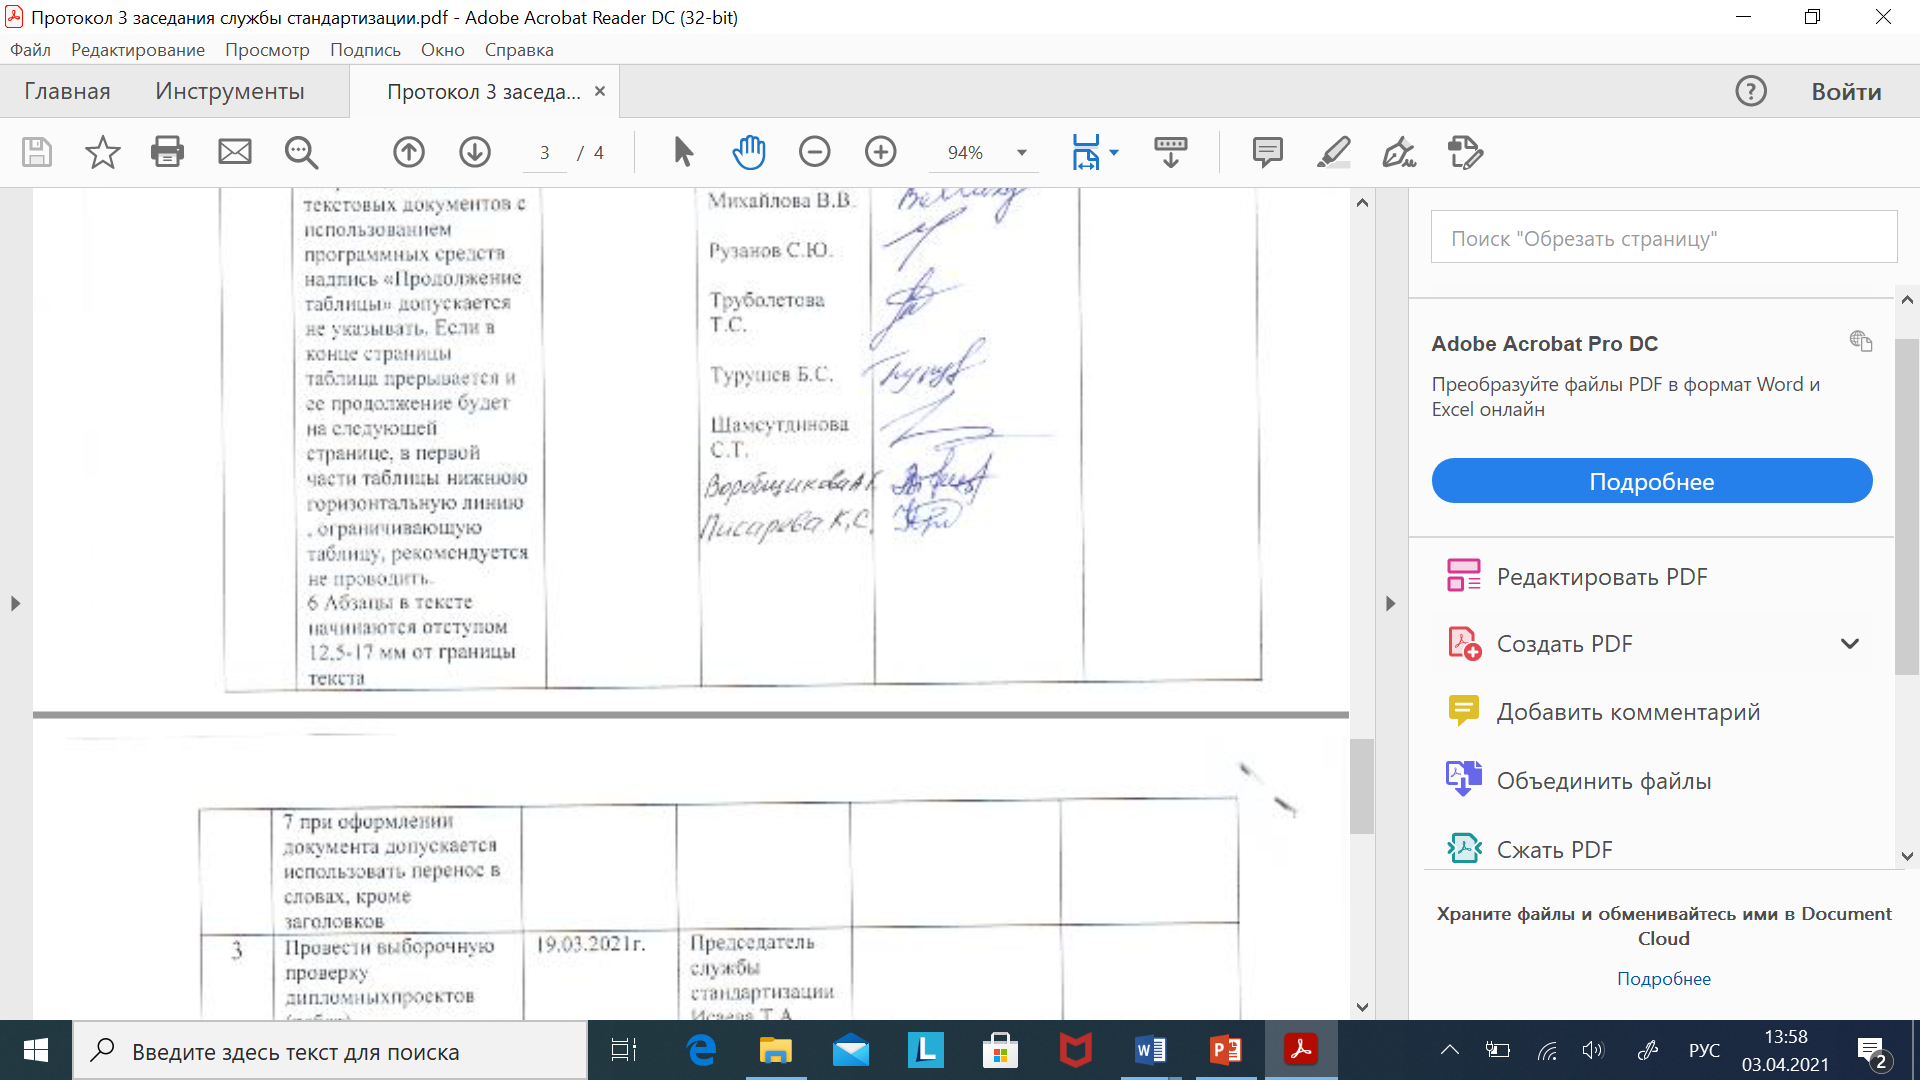 Протокол 3 заседания службы стандартизации.pdf - Adobe Acrobat Reader DC (32-bit)
Файл Редактирование Просмотр Подпись Окно Справка
Главная Инструменты Протокол 3 заседа... × Войти
3 / 4 94%
текстовых документов с
использованием
программных средств
надпись «Продолжение
таблицы» допускается
не указывать. Если в
конце страницы
таблица прерывается и
ее продолжение будет
на следующей
странице, в первой
части таблицы нижнюю
горизонтальную линию
, ограничивающую
таблицу, рекомендуется
не проводить.
6 Абзацы в тексте
начинаются отступом
12,5-17 мм от границы
текста
Михайлова В.В.
Рузанов С.Ю.
Труболетова
Т.С.
Турушев Б.С.
Шамсутдинова
С.Т.
Воробщикова А.Г.
Писарева К.С.
7 при оформлении
документа допускается
использовать перенос в
словах, кроме
заголовков
3 Провести выборочную
проверку
дипломныхпроектов
19.03.2021г.
Председатель
службы
стандартизации
Исаева Т.А.
Поиск "Обрезать страницу"
Adobe Acrobat Pro DC
Преобразуйте файлы PDF в формат Word и
Excel онлайн
Подробнее
Редактировать PDF
Создать PDF
Добавить комментарий
Объединить файлы
Сжать PDF
Храните файлы и обменивайтесь ими в Document
Cloud
Подробнее
Введите здесь текст для поиска
РУС
13:58
03.04.2021
2